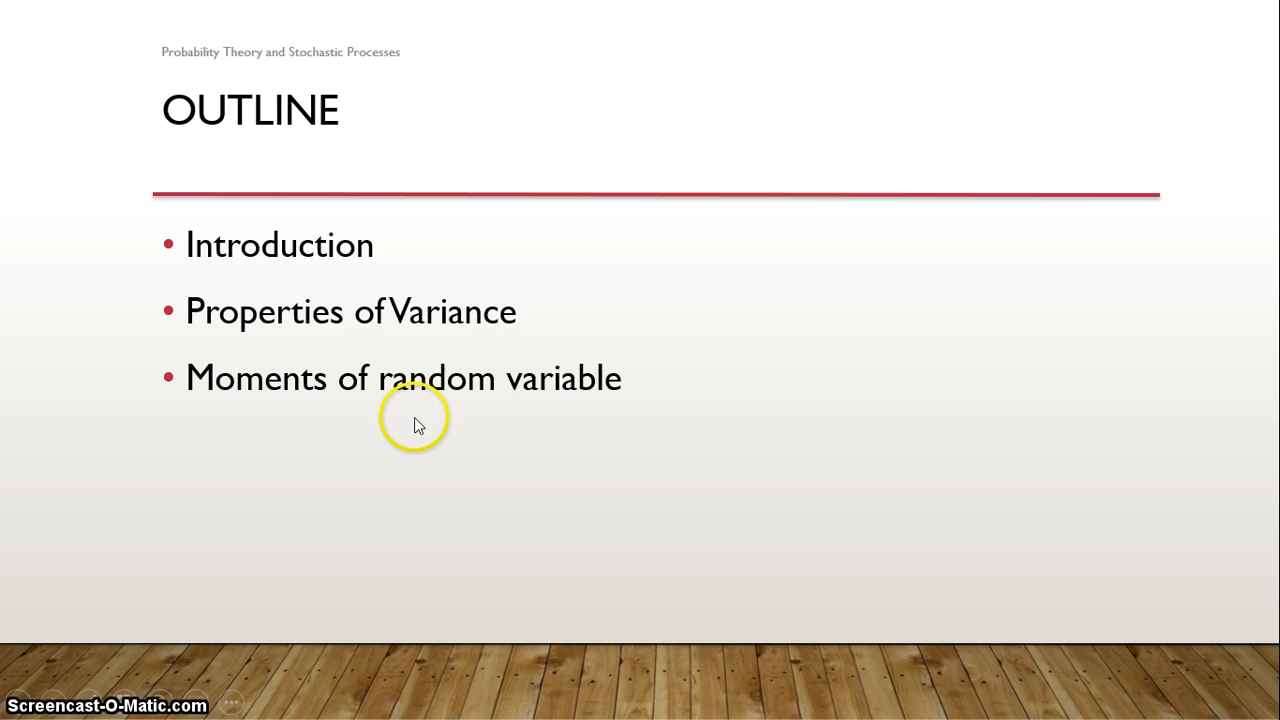 Probability Theory and Stochastic Processes
OUTLINE
• Introduction
• Properties of Variance
• Moments of random variable
Screencast-O-Matic.com